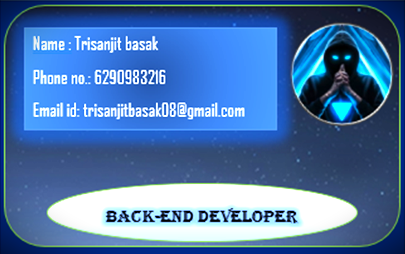 Name : Trisanjit basak
Phone no.: 6290983216
Email id: trisanjitbasak08@gmail.com
BACK-END DEVELOPER